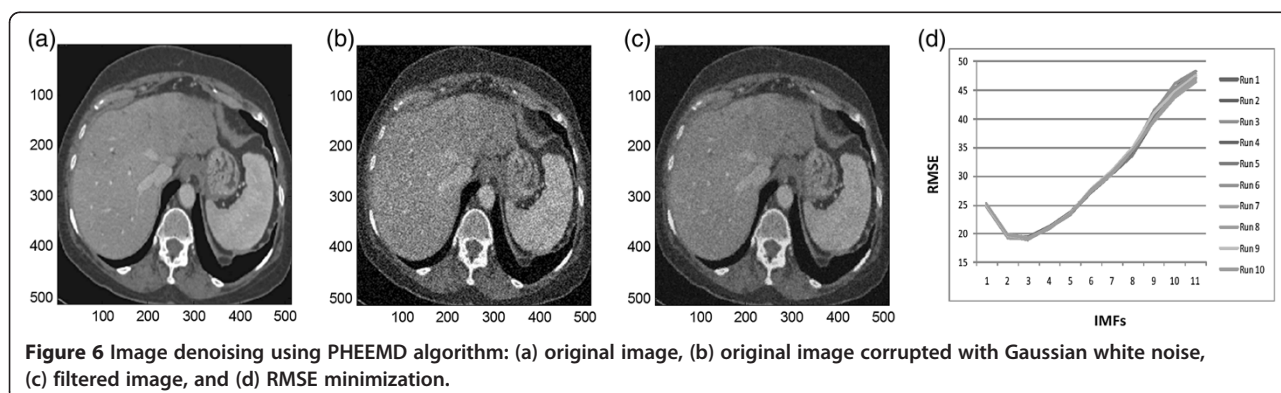 (a)
100
200
300
400
500
100 200 300 400 500
(b)
100
200
300
400
500
100 200 300 400 500
(c)
100
200
300
400
500
100 200 300 400 500
(d)
RMSE
50
45
40
35
30
25
20
15
1 2 3 4 5 6 7 8 9 10 11
IMFs
Run 1
Run 2
Run 3
Run 4
Run 5
Run 6
Run 7
Run 8
Run 9
Run 10
Figure 6 Image denoising using PHEEMD algorithm: (a) original image, (b) original image corrupted with Gaussian white noise,
(c) filtered image, and (d) RMSE minimization.